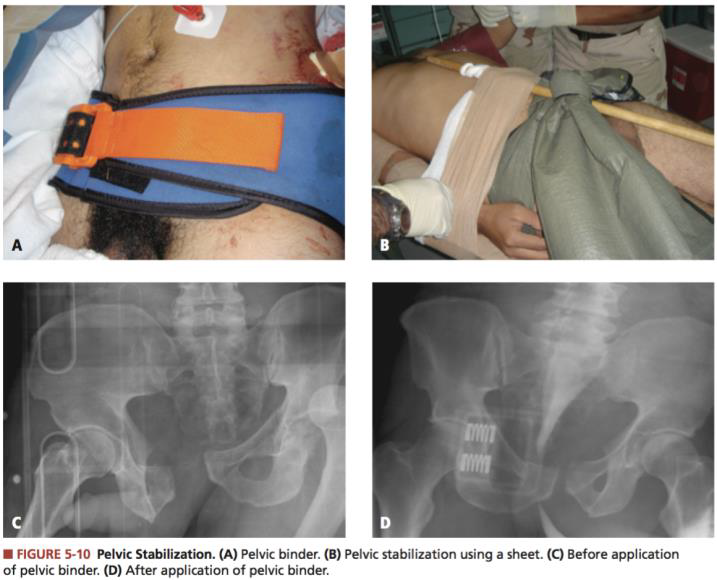 A
B
C
D
■ FIGURE 5-10 Pelvic Stabilization. (A) Pelvic binder. (B) Pelvic stabilization using a sheet. (C) Before application
of pelvic binder. (D) After application of pelvic binder.